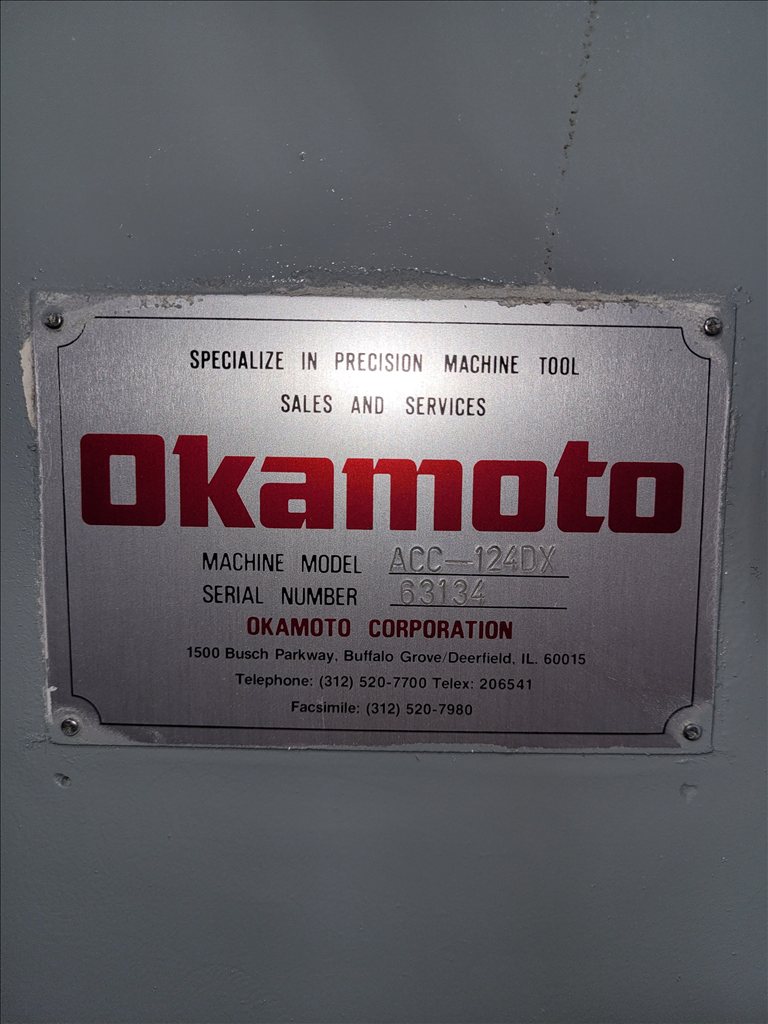 SPECIALIZE IN PRECISION MACHINE TOOL
SALES AND SERVICES
Okamoto
MACHINE MODEL ACC-124DX
SERIAL NUMBER 63134
OKAMOTO CORPORATION
1500 Busch Parkway, Buffalo Grove/Deerfield, IL. 60015
Telephone: (312) 520-7700 Telex: 206541
Facsimile: (312) 520-7980